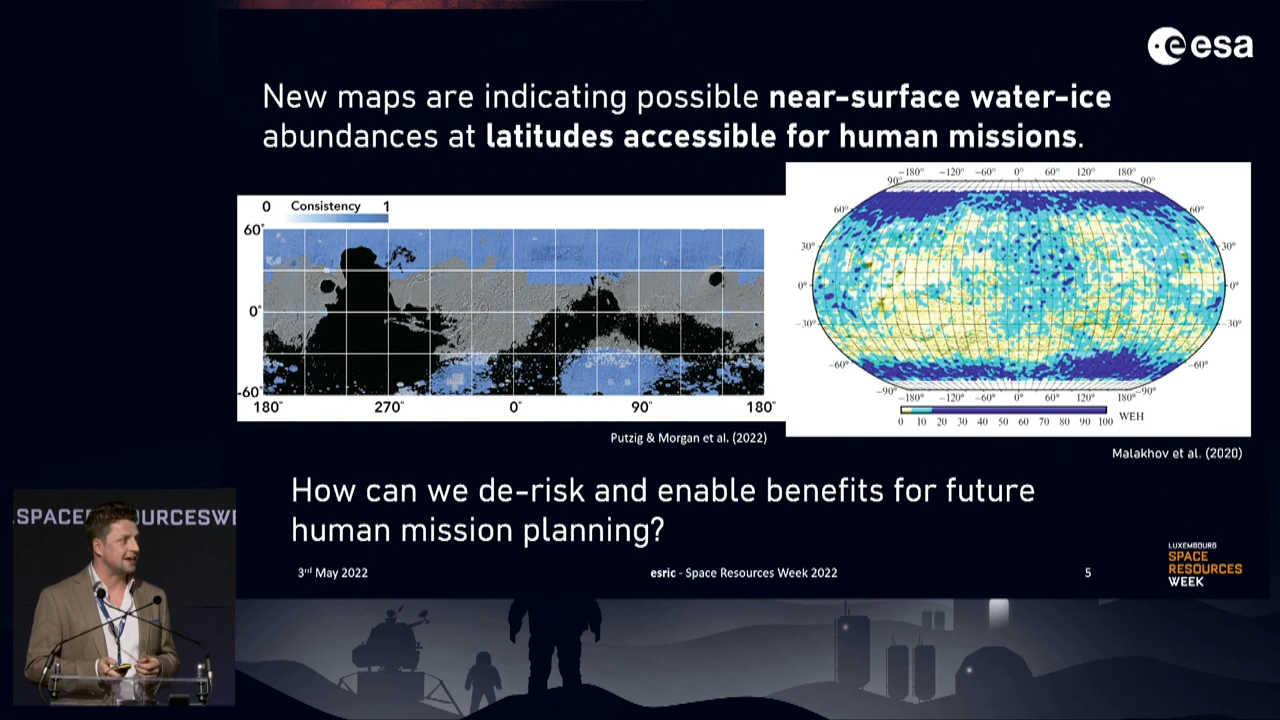 esa
New maps are indicating possible near-surface water-ice
abundances at latitudes accessible for human missions.
0 Consistency 1
60°
0°
-60°
180° 270° 0° 90° 180°
Putzig & Morgan et al. (2022)
−180° −120° −60° 0° 60° 120° 180°
90° 90°
60° 60°
30° 30°
0° 0°
−30° −30°
−60° −60°
−90° −90°
−180° −120° −60° 0° 60° 120° 180°
0 10 20 30 40 50 60 70 80 90 100 WEH
Malakhov et al. (2020)
How can we de-risk and enable benefits for future
human mission planning?
3rd May 2022 esric - Space Resources Week 2022 5
LUXEMBOURG
SPACE
RESOURCES
WEEK